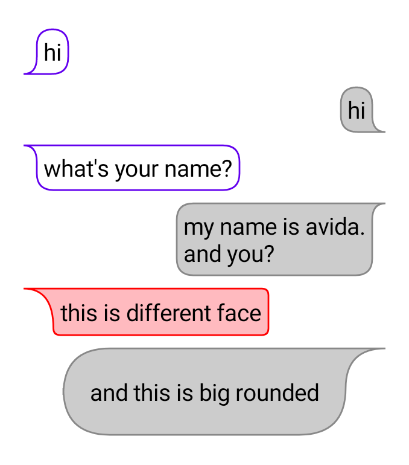 hi
hi
what's your name?
my name is avida.
and you?
this is different face
and this is big rounded